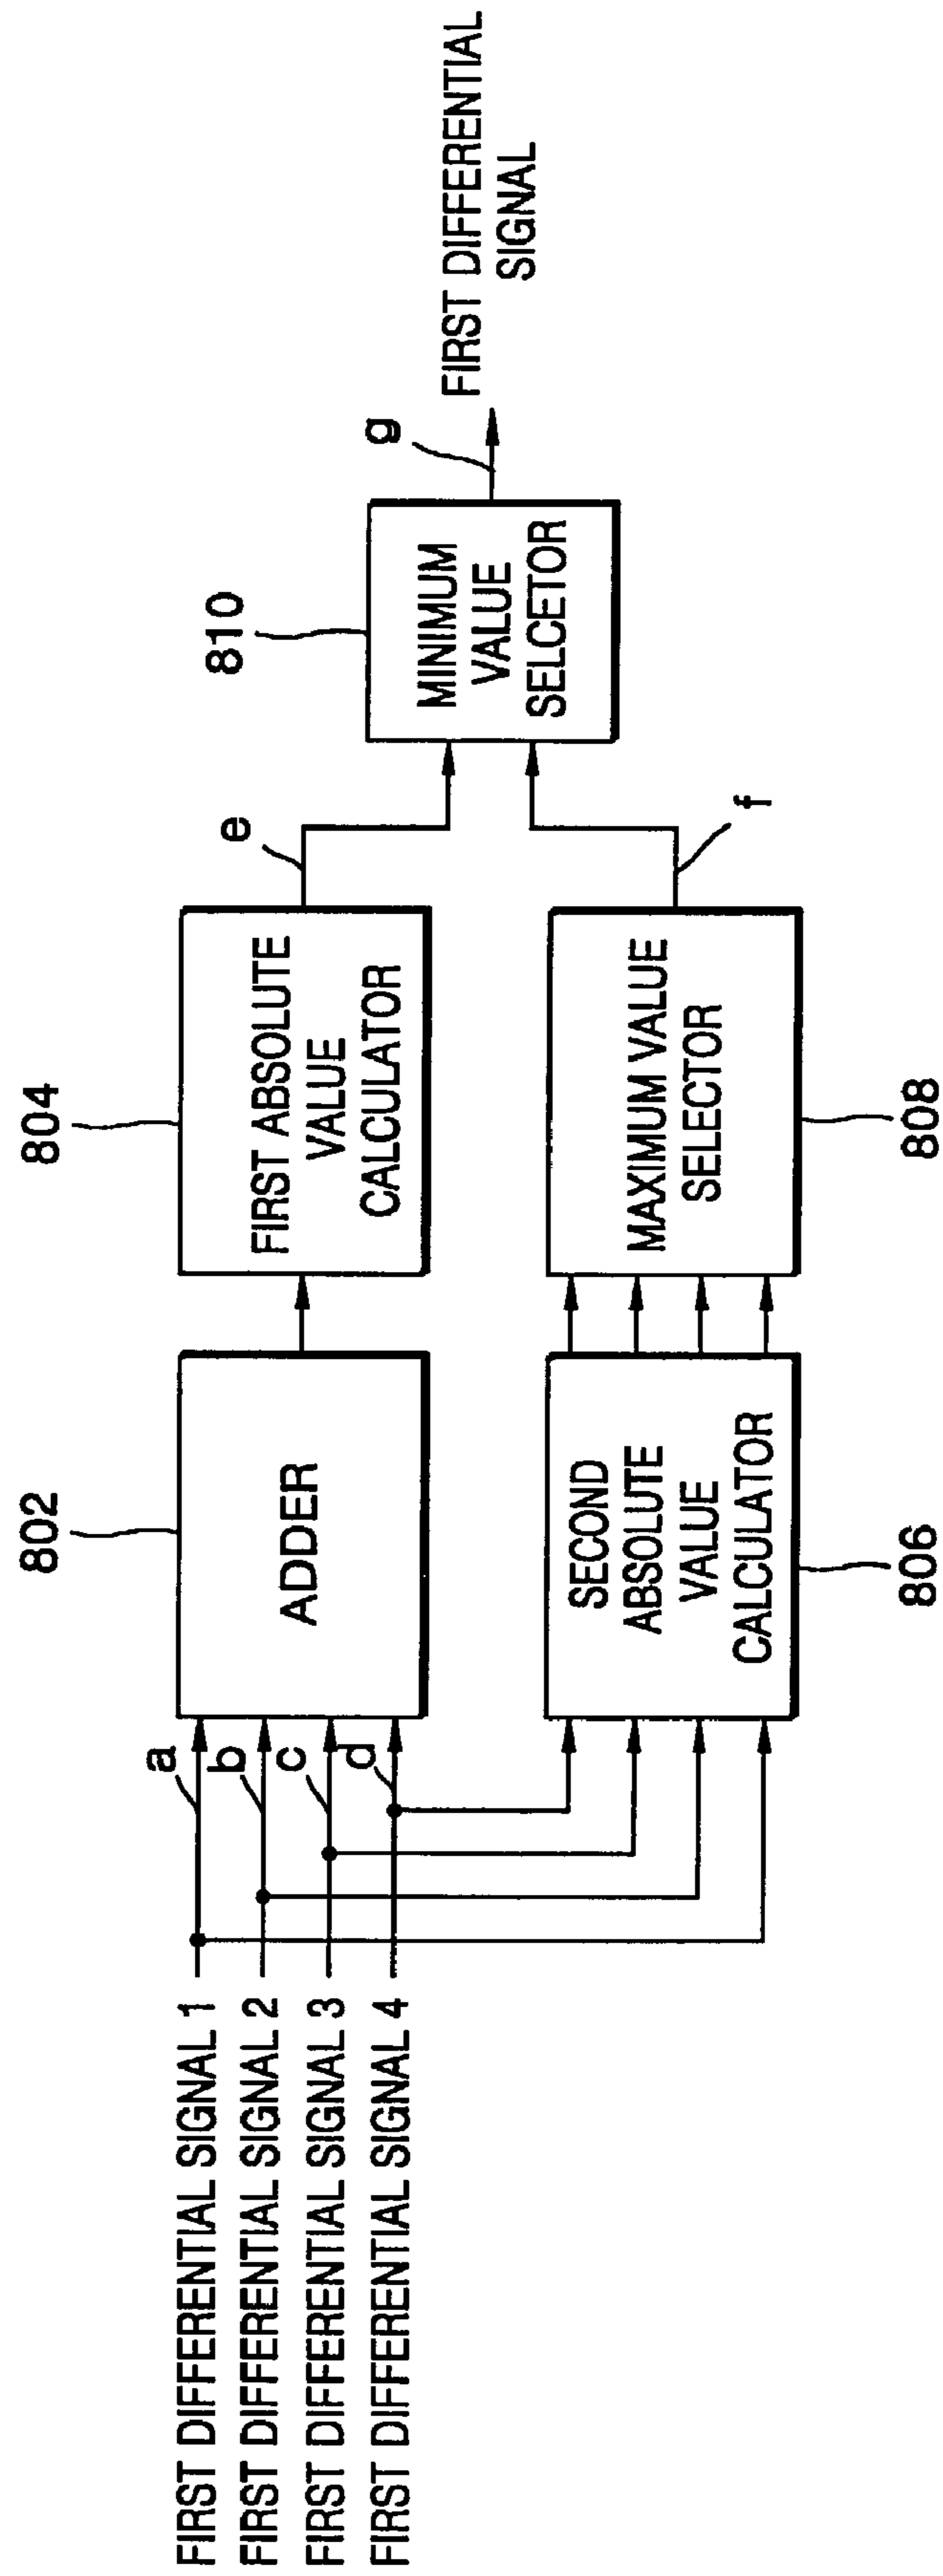 FIRST DIFFERENTIAL SIGNAL 1
FIRST DIFFERENTIAL SIGNAL 2
FIRST DIFFERENTIAL SIGNAL 3
FIRST DIFFERENTIAL SIGNAL 4
a
b
c
d
802
ADDER
804
FIRST ABSOLUTE
VALUE
CALCULATOR
e
806
SECOND
ABSOLUTE
VALUE
CALCULATOR
808
MAXIMUM VALUE
SELECTOR
f
810
MINIMUM
VALUE
SELCETOR
g
FIRST DIFFERENTIAL
SIGNAL